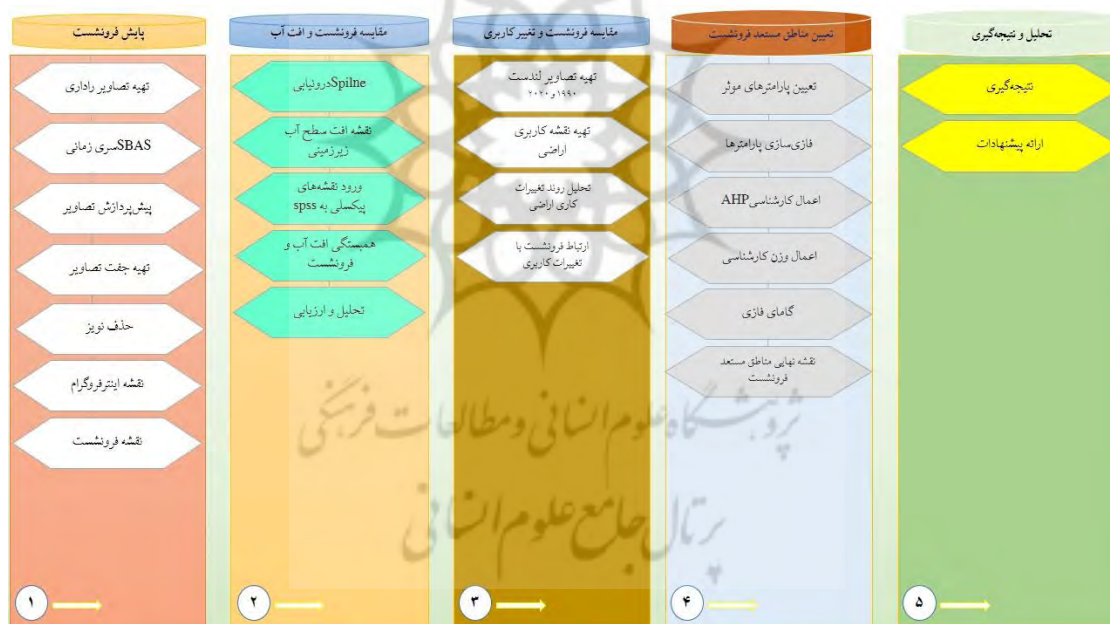 پایش فرونشست
تهیه تصاویر راداری
SBASسری زمانی
پیش‌پردازش تصاویر
تهیه جفت تصاویر
حذف نویز
نقشه اینترفروگرام
نقشه فرونشست
۱
مقایسه فرونشست و افت آب
Spilneدرونیابی
نقشه افت سطح آب
زیرزمینی
ورود نقشه‌های
پیکسلی به spss
همبستگی افت آب و
فرونشست
تحلیل و ارزیابی
۲
مقایسه فرونشست و تغییر کاربری
تهیه تصاویر لندست
۱۹۹۰ و ۲۰۲۰
تهیه نقشه کاربری
اراضی
تحلیل روند تغییرات
کاری اراضی
ارتباط فرونشست با
تغییرات کاربری
۳
تعیین مناطق مستعد فرونشست
تعیین پارامترهای موثر
فازی‌سازی پارامترها
اعمال کارشناسیAHP
اعمال وزن کارشناسی
گامای فازی
نقشه نهایی مناطق مستعد
فرونشست
۴
تحلیل و نتیجه‌گیری
نتیجه‌گیری
ارائه پیشنهادات
۵
پژوهشگاه علوم انسانی و مطالعات فرهنگی
پرتال جامع علوم انسانی